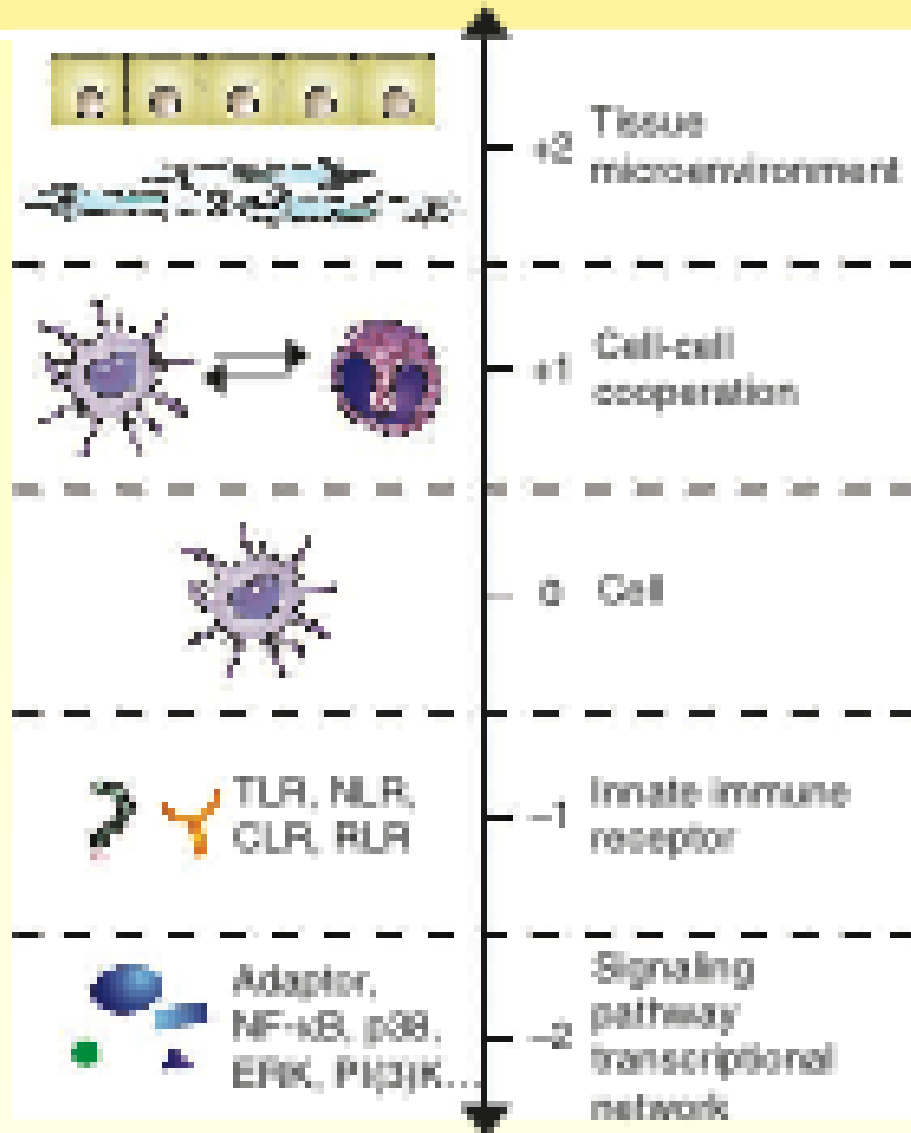 +2
Tissue
microenvironment
+1
Cell-cell
cooperation
0
Cell
TLR, NLR,
CLR, RLR
−1
Innate immune
receptor
Adaptor,
NF-κB, p38,
ERK, PI(3)K...
−2
Signaling
pathway
transcriptional
network